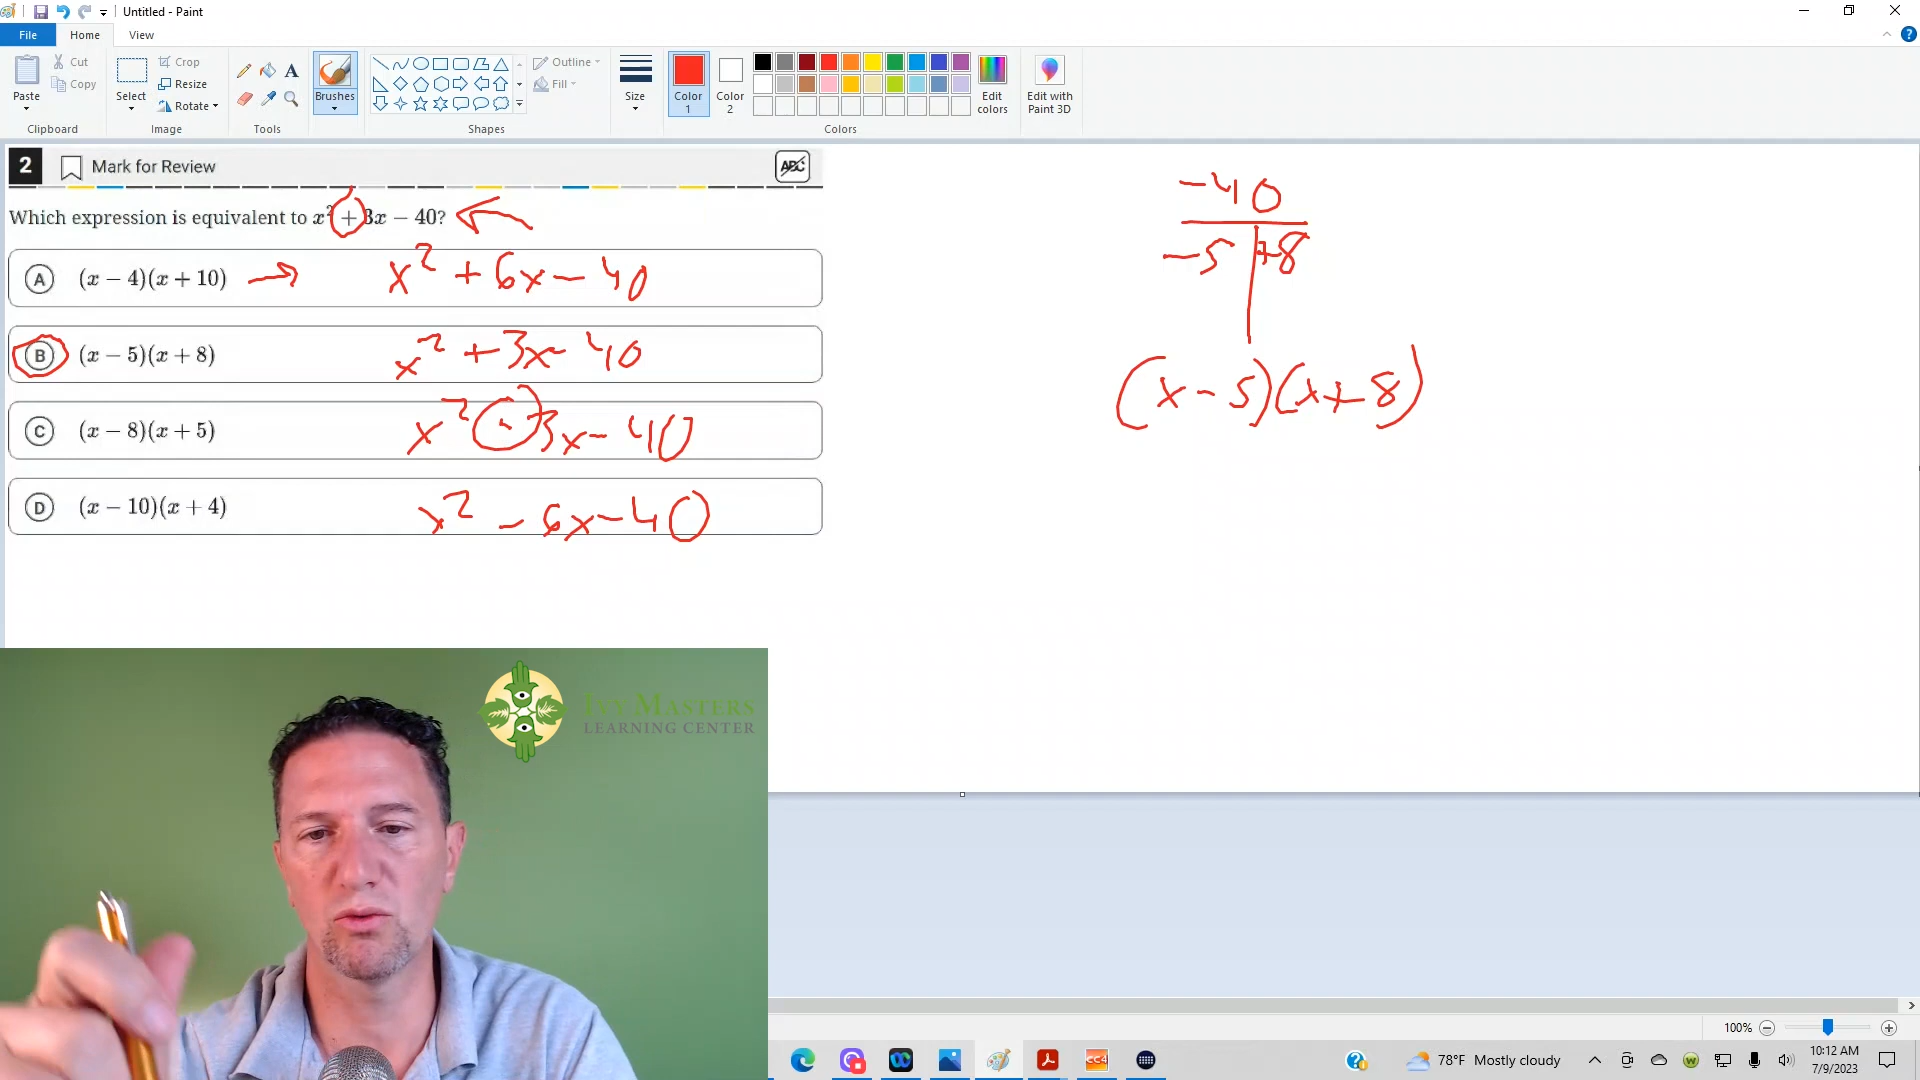 Untitled - Paint
File Home View
Paste
Cut
Copy
Clipboard
Select
Crop
Resize
Rotate
Image
A
Tools
Brushes
Outline
Fill
Shapes
Size
Color 1
Color 2
Edit colors
Colors
Edit with Paint 3D
2 Mark for Review ABC
Which expression is equivalent to x² + 3x − 40?
A (x − 4)(x + 10) → x² + 6x − 40
B (x − 5)(x + 8) x² + 3x − 40
C (x − 8)(x + 5) x² - 3x − 40
D (x − 10)(x + 4) x² − 6x − 40
−40
−5 +8
(x − 5)(x + 8)
IVY MASTERS
LEARNING CENTER
100%
CC4
78°F Mostly cloudy
10:12 AM
7/9/2023